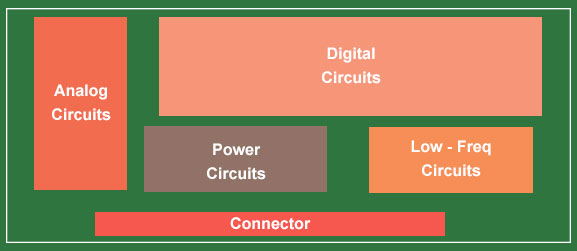 Analog
Circuits
Digital
Circuits
Power
Circuits
Low - Freq
Circuits
Connector